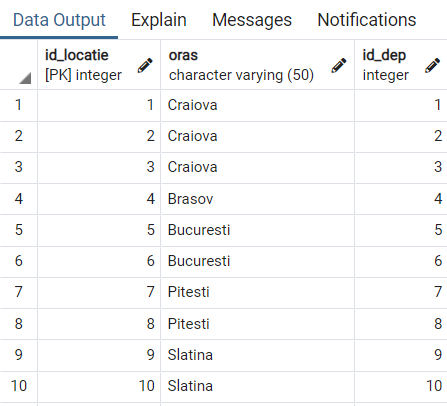 Data Output Explain Messages Notifications
id_locatie oras id_dep
[PK] integer character varying (50) integer
1 1 Craiova 1
2 2 Craiova 2
3 3 Craiova 3
4 4 Brasov 4
5 5 Bucuresti 5
6 6 Bucuresti 6
7 7 Pitesti 7
8 8 Pitesti 8
9 9 Slatina 9
10 10 Slatina 10